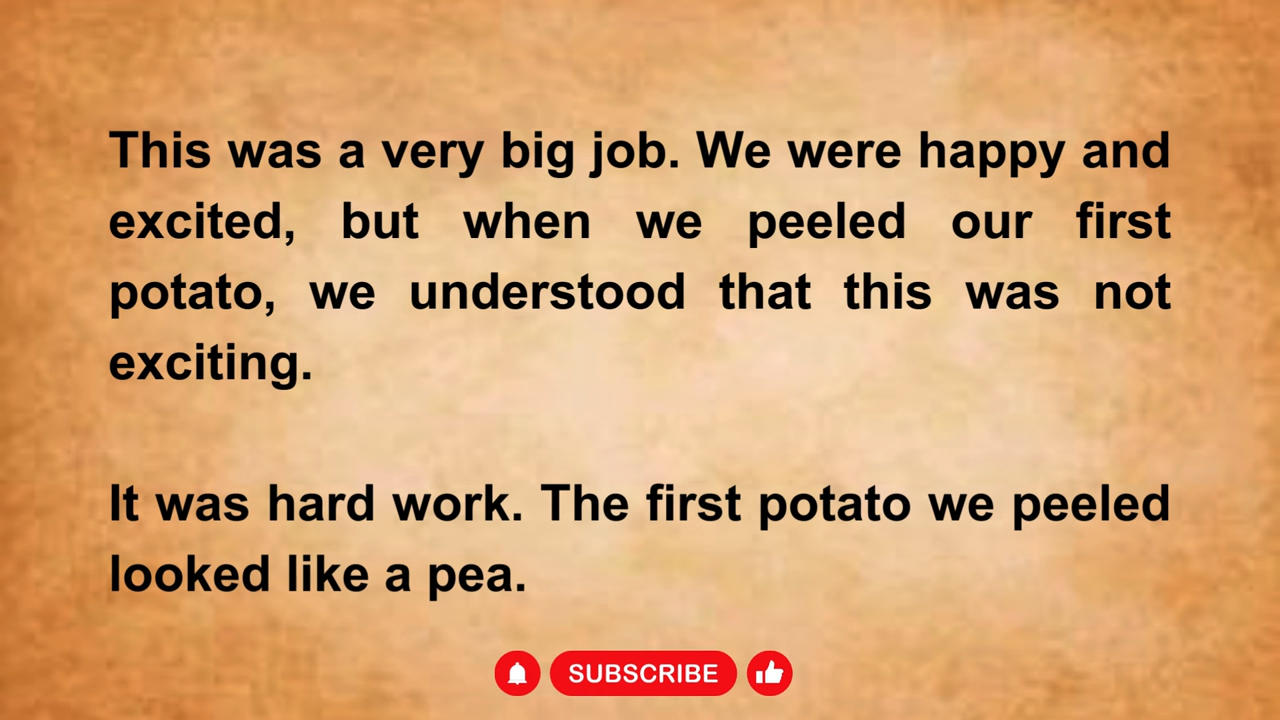 This was a very big job. We were happy and
excited, but when we peeled our first
potato, we understood that this was not
exciting.
It was hard work. The first potato we peeled
looked like a pea.
SUBSCRIBE